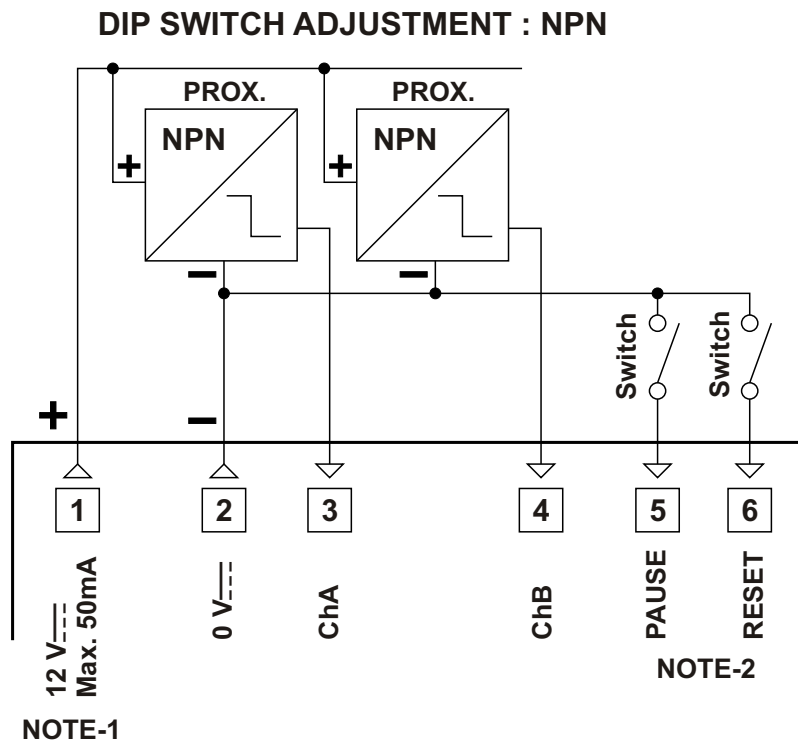 DIP SWITCH ADJUSTMENT : NPN
PROX.
PROX.
NPN
NPN
+
+
−
−
Switch
Switch
+
−
1
2
3
4
5
6
12 V⎓
Max. 50mA
0 V⎓
ChA
ChB
PAUSE
RESET
NOTE-2
NOTE-1